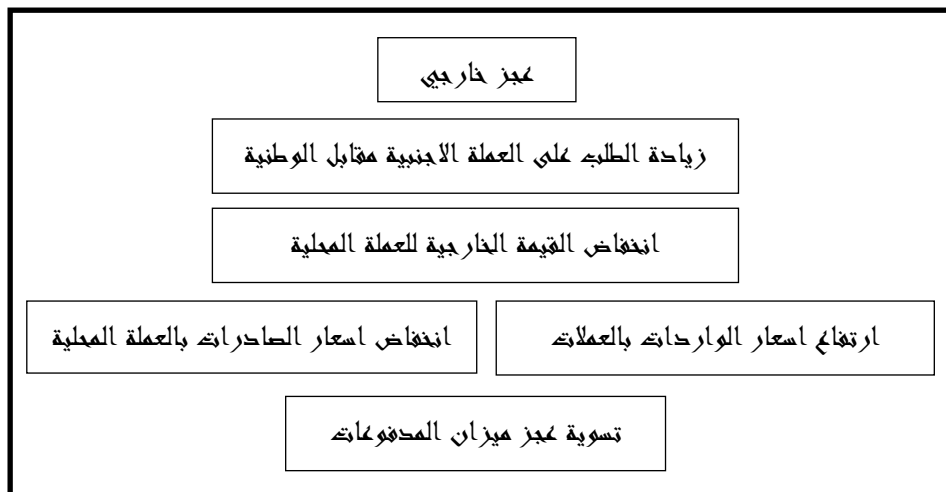 عجز خارجي
زيادة الطلب على العملة الاجنبية مقابل الوطنية
انخفاض القيمة الخارجية للعملة المحلية
ارتفاع اسعار الواردات بالعملات
انخفاض اسعار الصادرات بالعملة المحلية
تسوية عجز ميزان المدفوعات